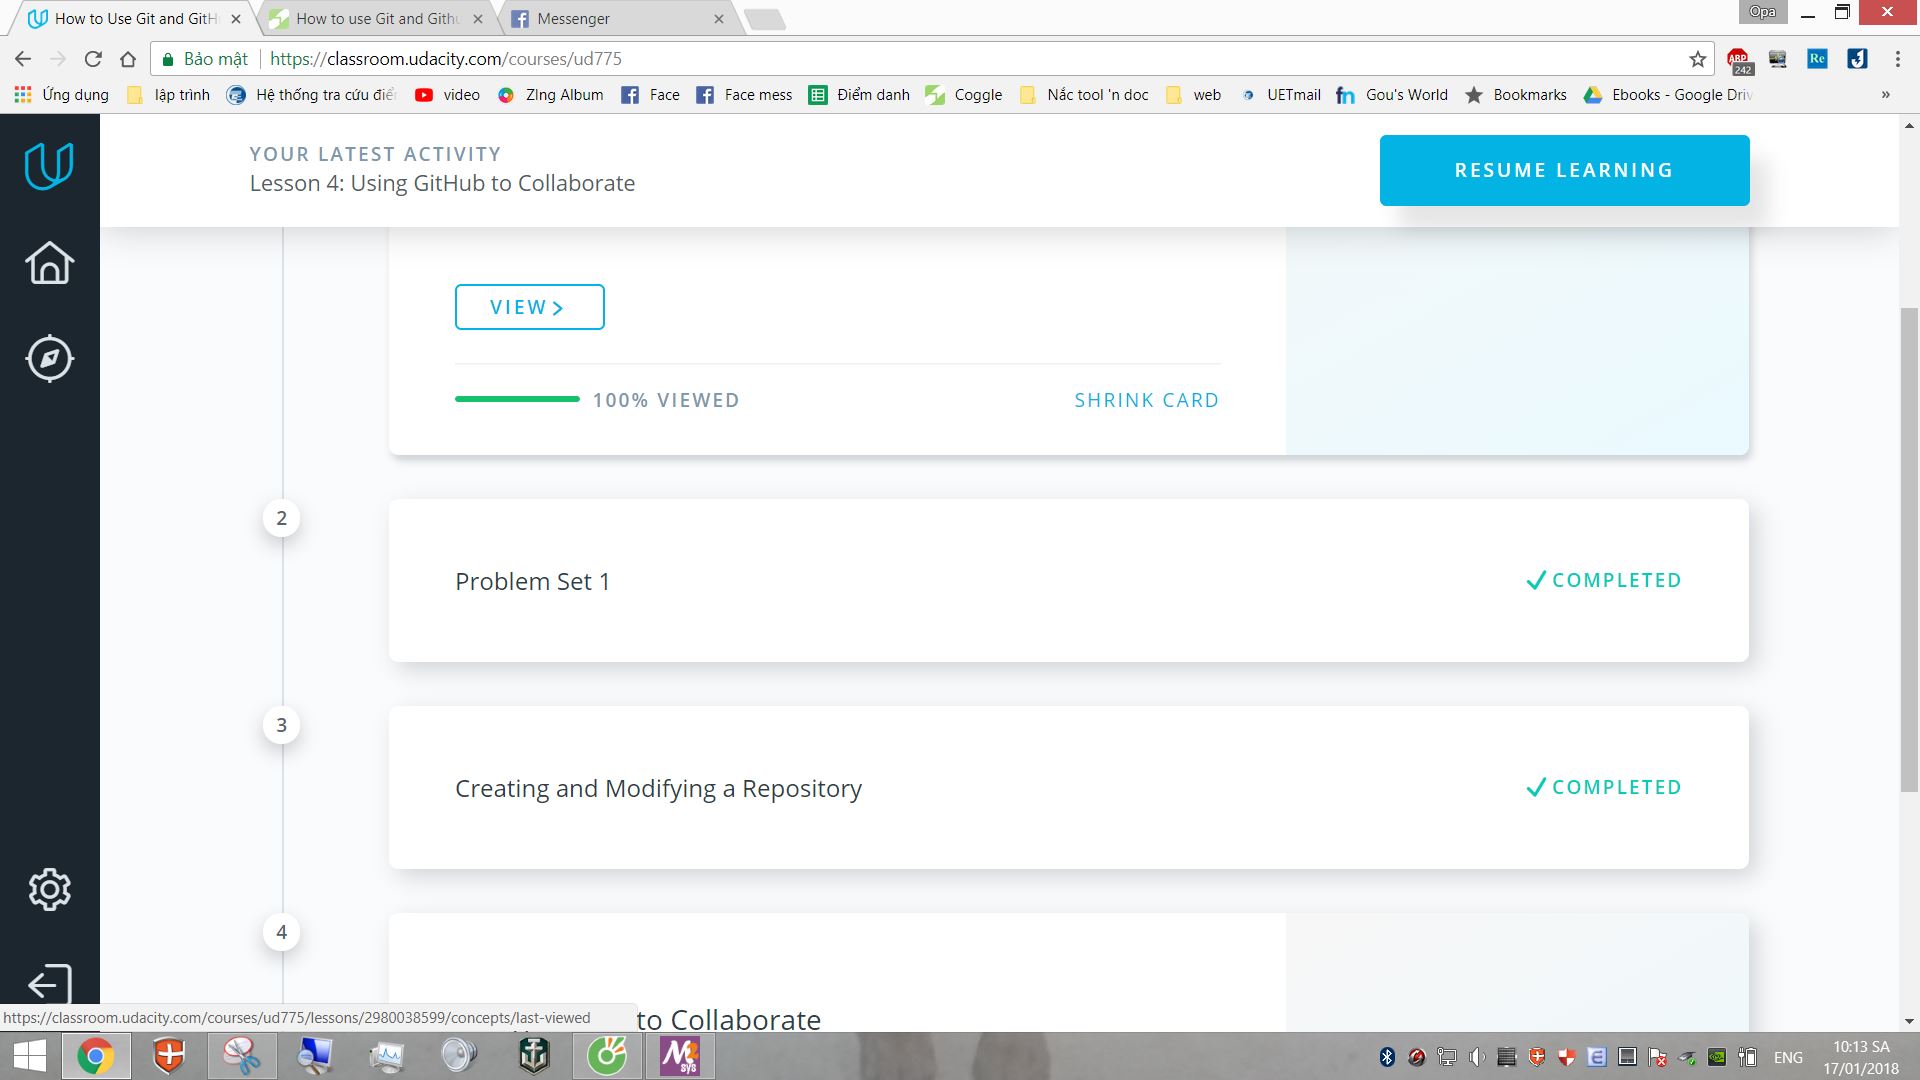 How to Use Git and GitH
How to use Git and Githu
Messenger
Opa
Bảo mật
https://classroom.udacity.com/courses/ud775
ABP
242
Re
Ứng dụng
lập trình
Hệ thống tra cứu điể
video
ZIng Album
Face
Face mess
Điểm danh
Coggle
Nắc tool 'n doc
web
UETmail
fn
Gou's World
Bookmarks
Ebooks - Google Driv
»
YOUR LATEST ACTIVITY
Lesson 4: Using GitHub to Collaborate
RESUME LEARNING
VIEW >
100% VIEWED
SHRINK CARD
2
Problem Set 1
COMPLETED
3
Creating and Modifying a Repository
COMPLETED
4
to Collaborate
https://classroom.udacity.com/courses/ud775/lessons/2980038599/concepts/last-viewed
sys
ENG
10:13 SA
17/01/2018